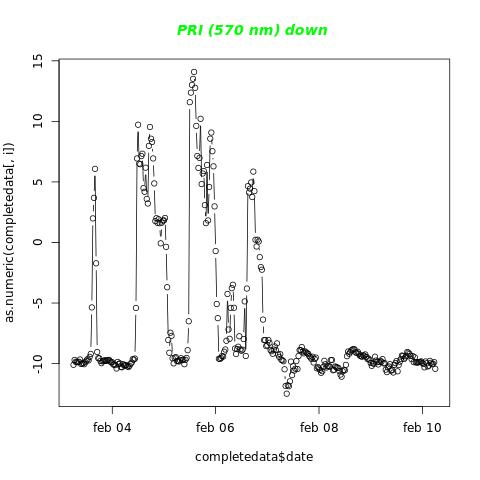 PRI (570 nm) down
as.numeric(completedata[, i])
15
10
5
0
-5
-10
feb 04 feb 06 feb 08 feb 10
completedata$date